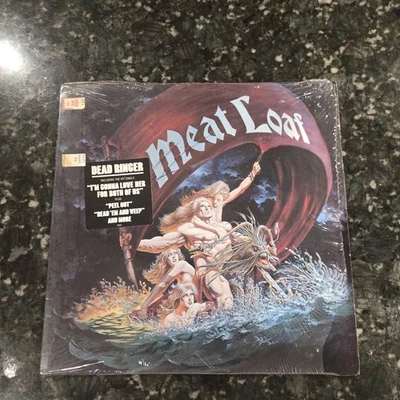 Meat Loaf
DEAD RINGER
INCLUDING THE HIT SINGLE
"I'M GONNA LOVE HER
FOR BOTH OF US"
PLUS
"PEEL OUT"
"READ 'EM AND WEEP"
AND MORE